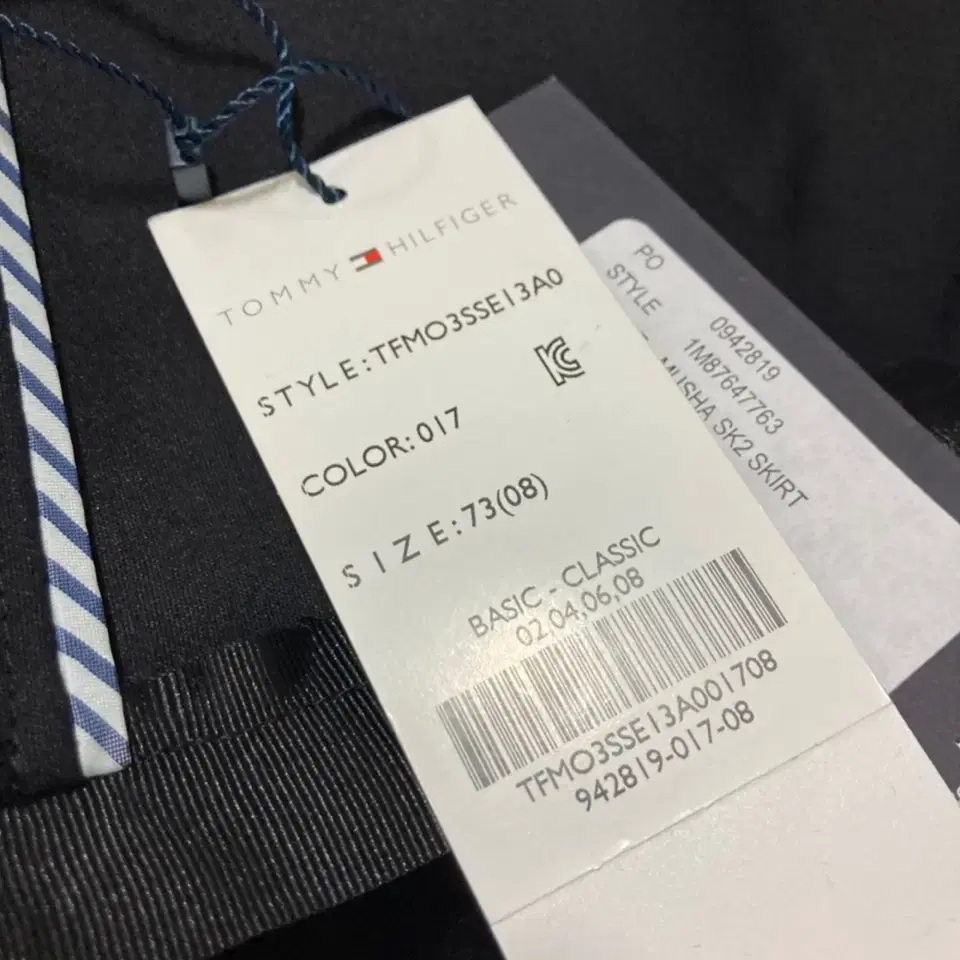 TOMMY HILFIGER
STYLE:TFMO3SSE13A0
COLOR:017
SIZE:73(08)
BASIC - CLASSIC
02,04,06,08
TFMO3SSE13A001708
942819-017-08
PO 0942819
STYLE 1M87647763
MUSHA SK2 SKIRT